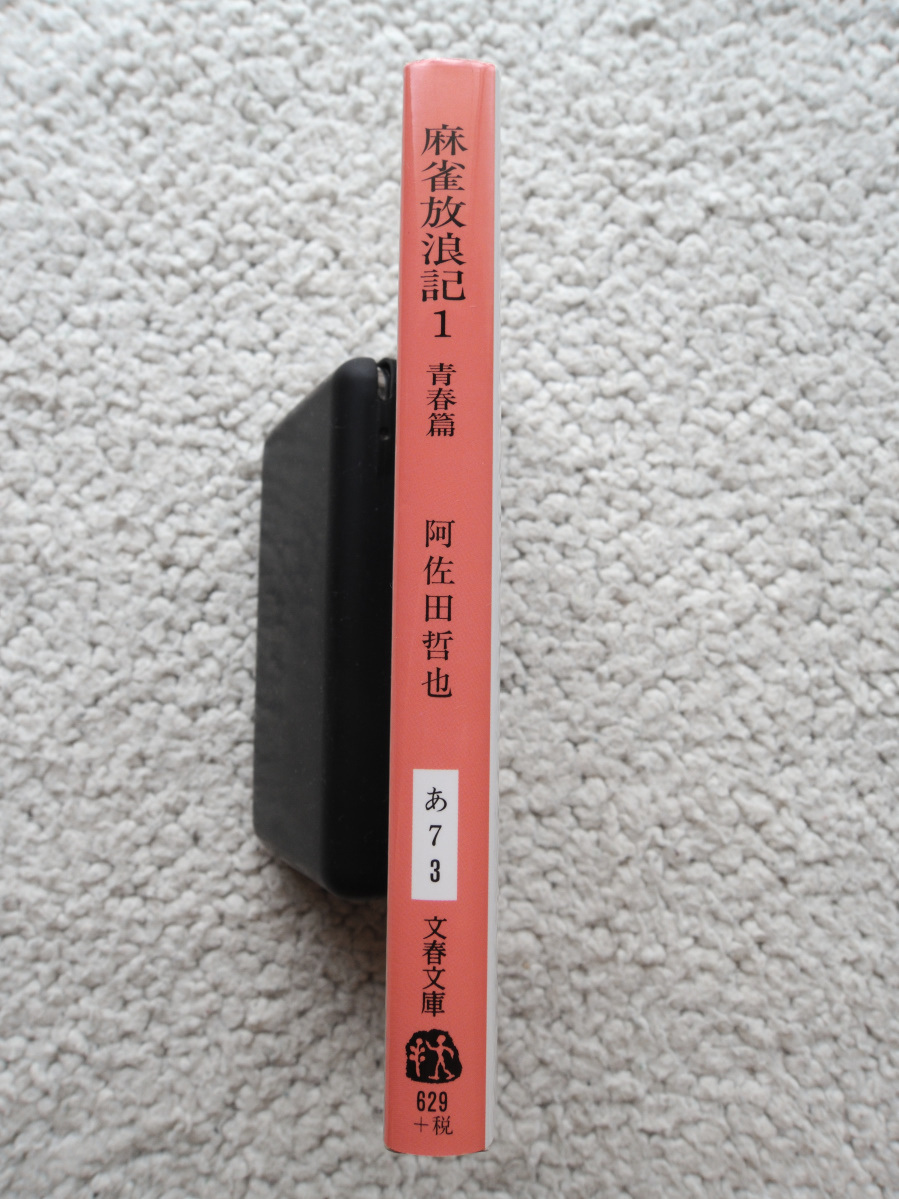 麻雀放浪記1 青春篇
阿佐田哲也
あ
7
3
文春文庫
629
+税